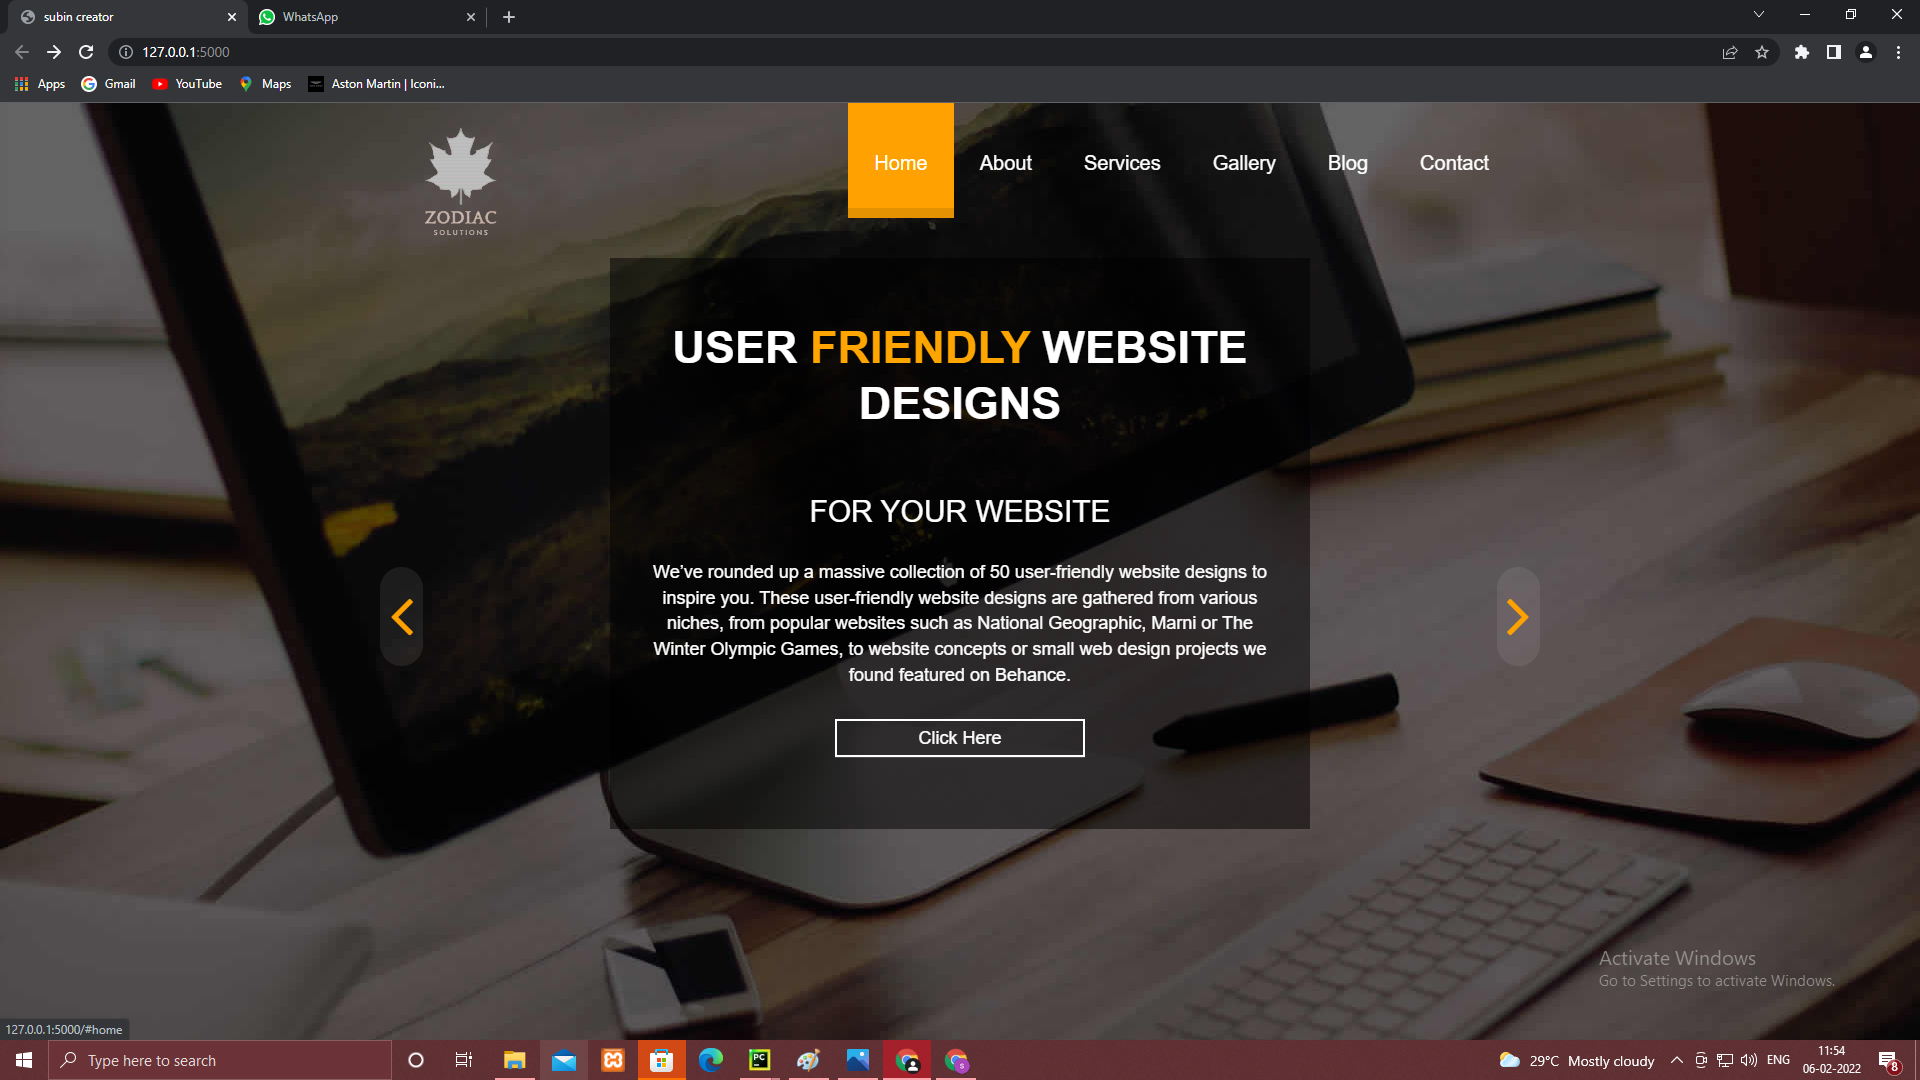 subin creator
WhatsApp
127.0.0.1:5000
Apps
Gmail
YouTube
Maps
Aston Martin | Iconi...
ZODIAC
SOLUTIONS
Home
About
Services
Gallery
Blog
Contact
USER FRIENDLY WEBSITE
DESIGNS
FOR YOUR WEBSITE
We’ve rounded up a massive collection of 50 user-friendly website designs to
inspire you. These user-friendly website designs are gathered from various
niches, from popular websites such as National Geographic, Marni or The
Winter Olympic Games, to website concepts or small web design projects we
found featured on Behance.
Click Here
Activate Windows
Go to Settings to activate Windows.
127.0.0.1:5000/#home
Type here to search
PC
S
29°C Mostly cloudy
ENG
11:54
06-02-2022
8